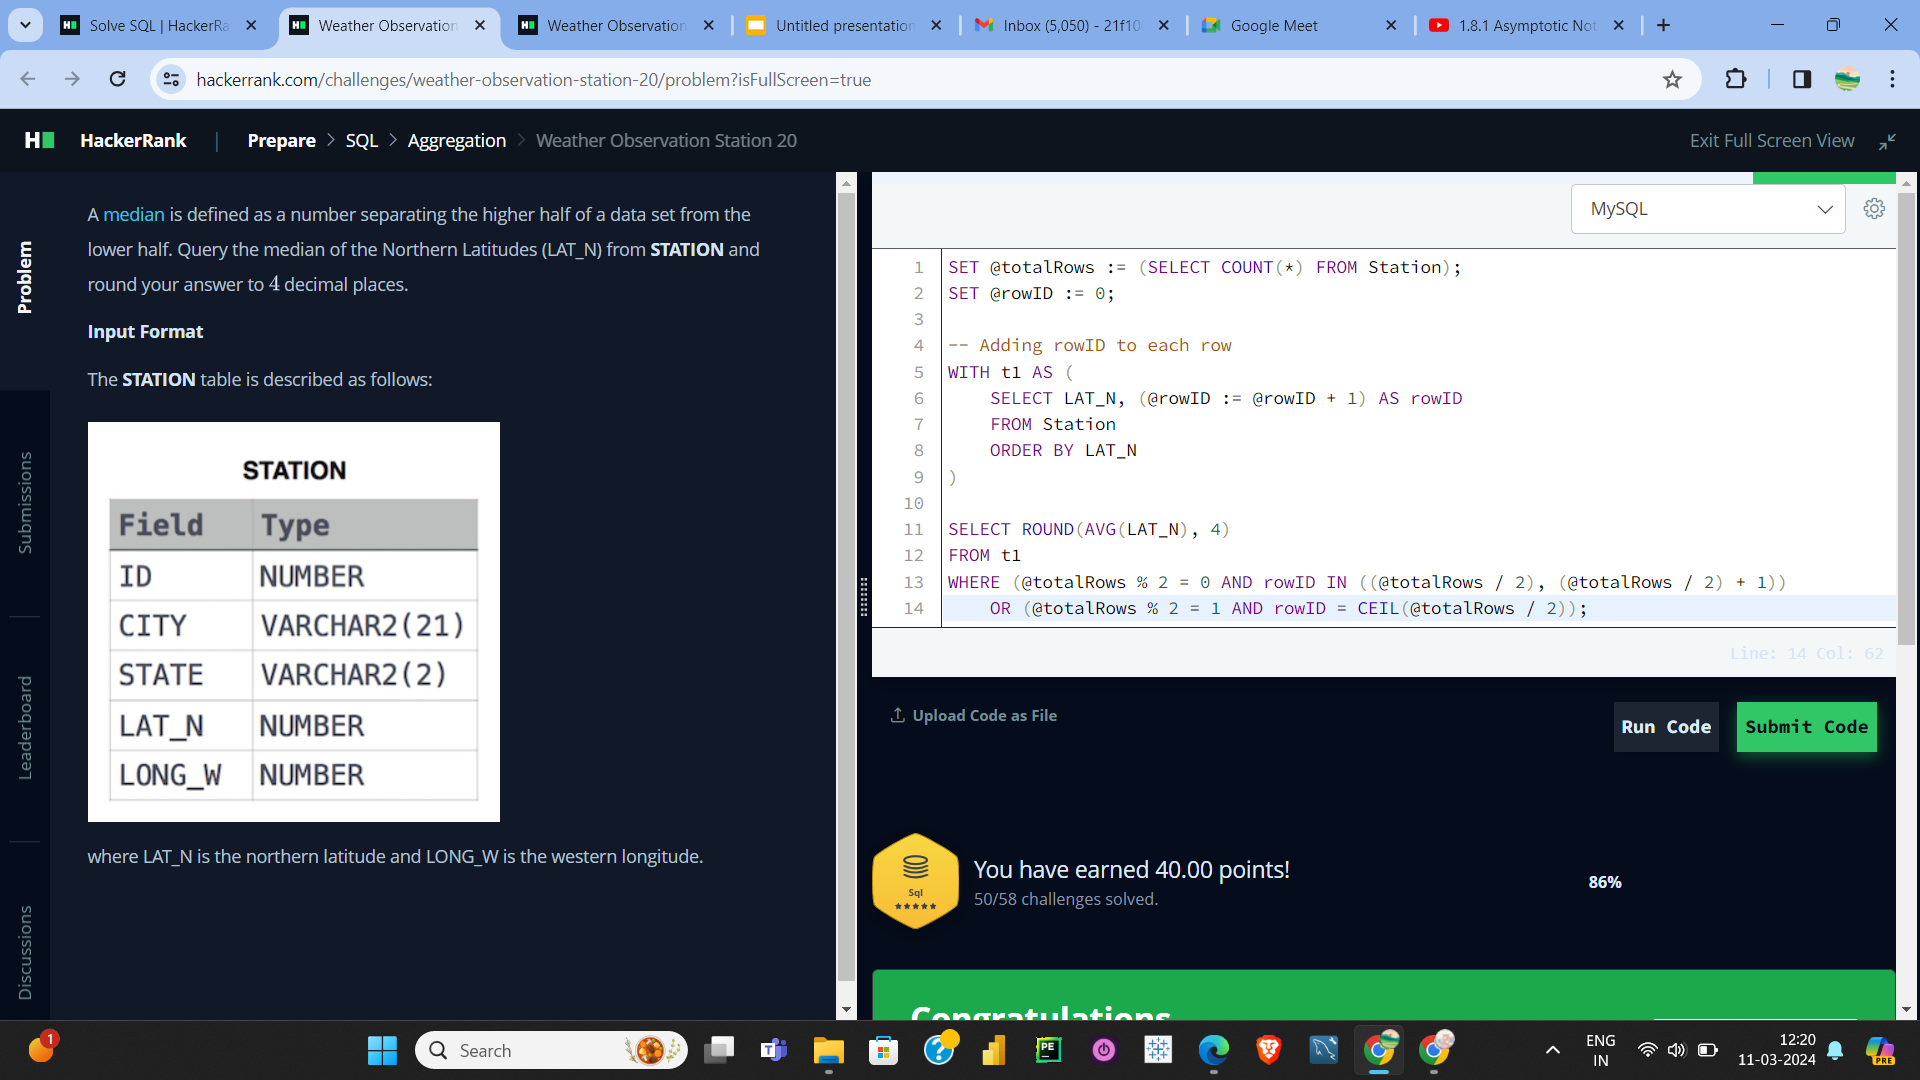 Solve SQL | HackerRa
Weather Observation
Weather Observation
Untitled presentation
Inbox (5,050) - 21f10
Google Meet
1.8.1 Asymptotic Not
hackerrank.com/challenges/weather-observation-station-20/problem?isFullScreen=true
HackerRank | Prepare > SQL > Aggregation > Weather Observation Station 20
Exit Full Screen View
Problem
Submissions
Leaderboard
Discussions
A median is defined as a number separating the higher half of a data set from the
lower half. Query the median of the Northern Latitudes (LAT_N) from STATION and
round your answer to 4 decimal places.
Input Format
The STATION table is described as follows:
STATION
Field Type
ID NUMBER
CITY VARCHAR2(21)
STATE VARCHAR2(2)
LAT_N NUMBER
LONG_W NUMBER
where LAT_N is the northern latitude and LONG_W is the western longitude.
MySQL
1 SET @totalRows := (SELECT COUNT(*) FROM Station);
2 SET @rowID := 0;
3
4 -- Adding rowID to each row
5 WITH t1 AS (
6 SELECT LAT_N, (@rowID := @rowID + 1) AS rowID
7 FROM Station
8 ORDER BY LAT_N
9 )
10
11 SELECT ROUND(AVG(LAT_N), 4)
12 FROM t1
13 WHERE (@totalRows % 2 = 0 AND rowID IN ((@totalRows / 2), (@totalRows / 2) + 1))
14 OR (@totalRows % 2 = 1 AND rowID = CEIL(@totalRows / 2));
Line: 14 Col: 62
Upload Code as File
Run Code
Submit Code
Sql
You have earned 40.00 points!
50/58 challenges solved.
86%
Congratulations
1
Search
PE
ENG
IN
12:20
11-03-2024
PRE